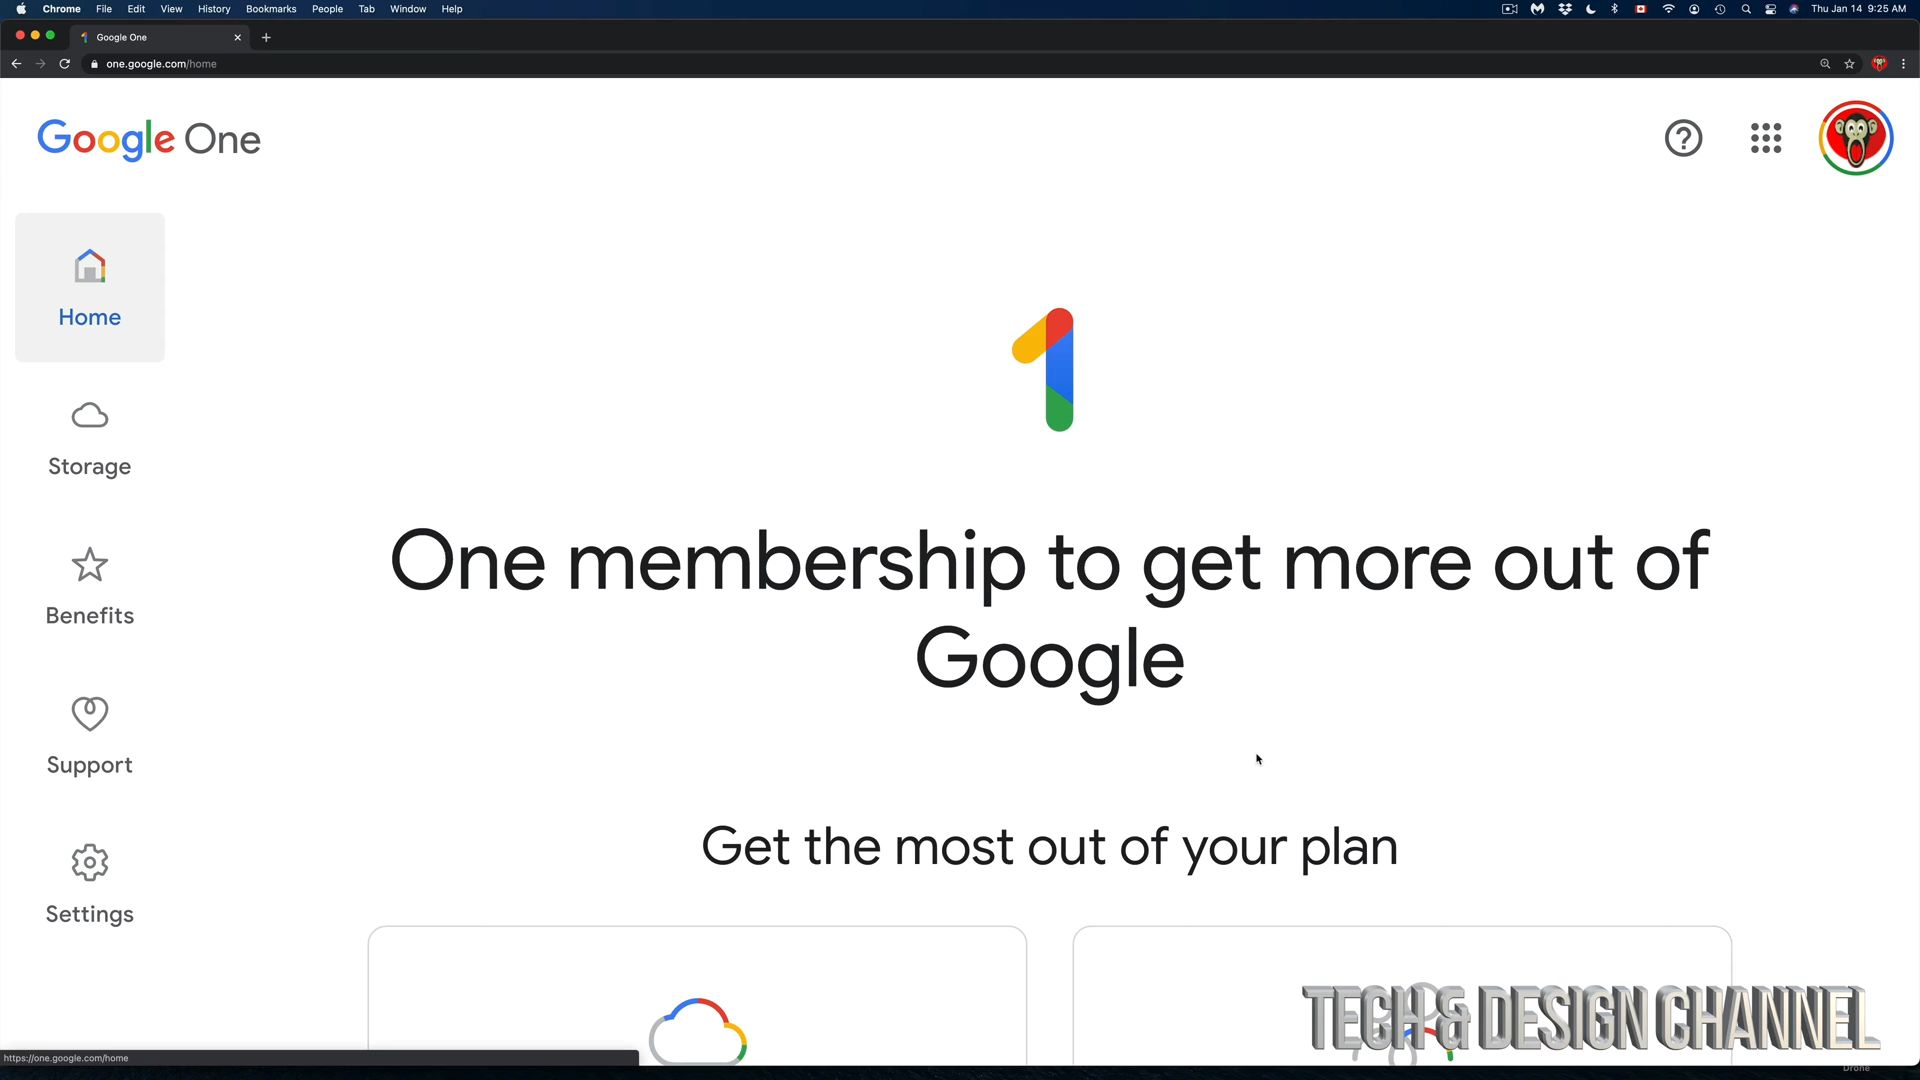 Chrome File Edit View History Bookmarks People Tab Window Help Thu Jan 14 9:25 AM
Google One
one.google.com/home
Google One
Home
Storage
Benefits
Support
Settings
One membership to get more out of
Google
Get the most out of your plan
TECH & DESIGN CHANNEL
https://one.google.com/home
Drone